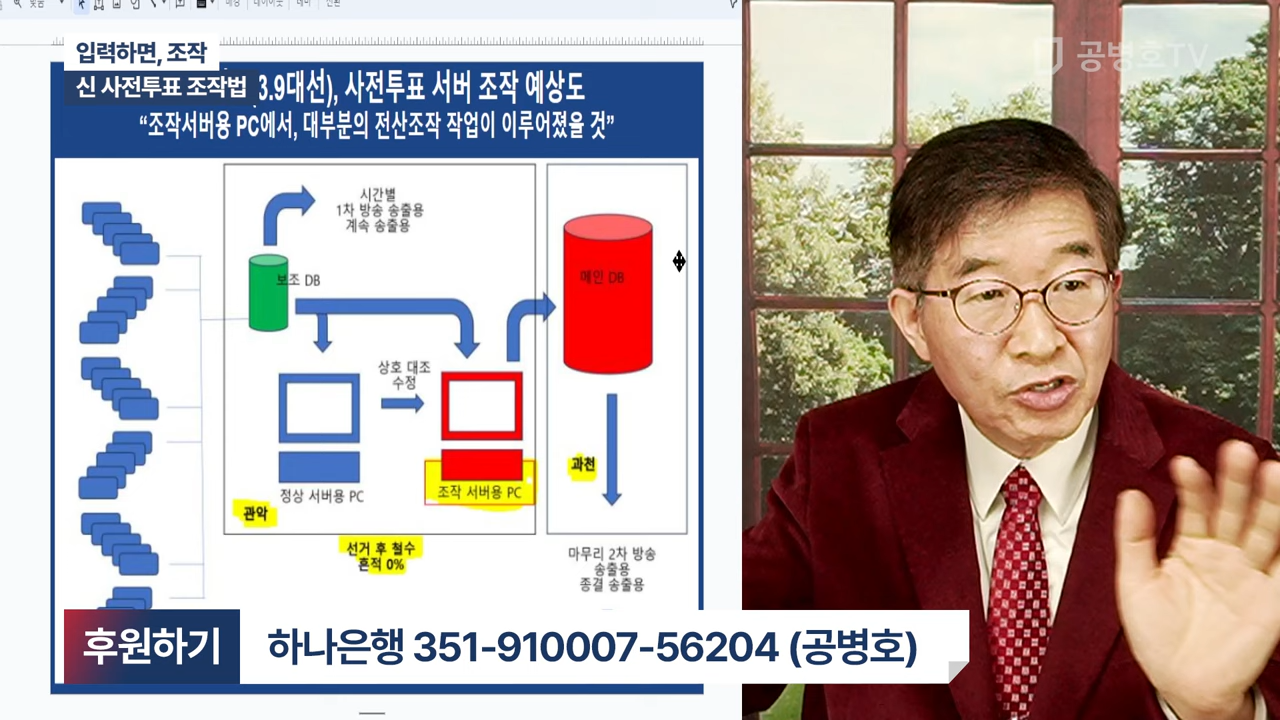 입력하면, 조작
신 사전투표 조작법
(3.9대선), 사전투표 서버 조작 예상도
“조작서버용 PC에서, 대부분의 전산조작 작업이 이루어졌을 것”
공병호TV
시간별
1차 방송 송출용
계속 송출용
보조 DB
메인 DB
상호 대조
수정
정상 서버용 PC
조작 서버용 PC
관악
과천
선거 후 철수
흔적 0%
마무리 2차 방송
송출용
종결 송출용
후원하기
하나은행 351-910007-56204 (공병호)